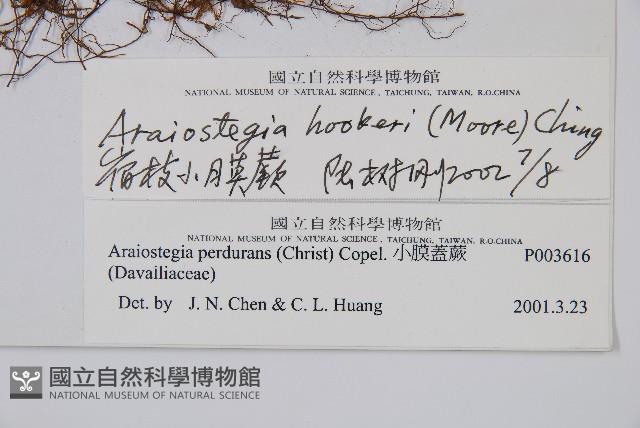 國立自然科學博物館
NATIONAL MUSEUM OF NATURAL SCIENCE , TAICHUNG, TAIWAN, R.O.CHINA
Araiostegia hookeri (Moore) Ching
宿枝小膜蕨 2002 7/8
國立自然科學博物館
NATIONAL MUSEUM OF NATURAL SCIENCE , TAICHUNG, TAIWAN, R.O.CHINA
Araiostegia perdurans (Christ) Copel. 小膜蓋蕨 P003616
(Davalliaceae)
Det. by J. N. Chen & C. L. Huang 2001.3.23
國立自然科學博物館
NATIONAL MUSEUM OF NATURAL SCIENCE